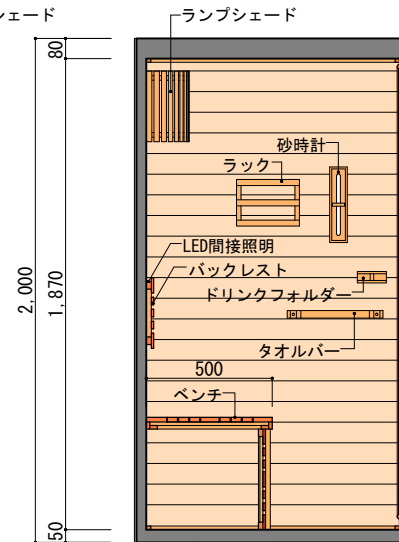 ェード
ランプシェード
80
砂時計
ラック
LED間接照明
バックレスト
ドリンクフォルダー
2,000
1,870
タオルバー
500
ベンチ
50